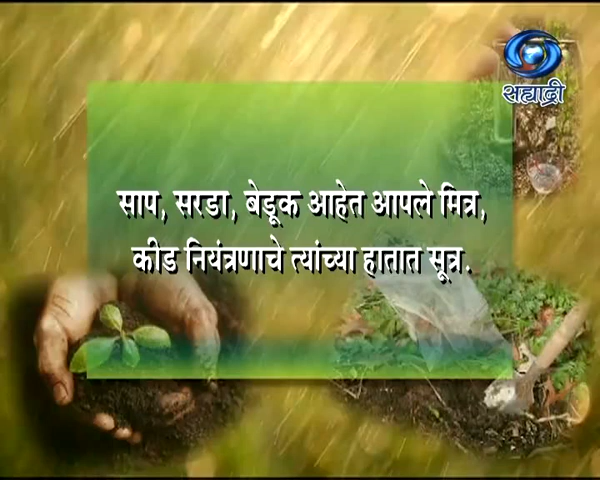 सह्याद्री
साप, सरडा, बेडूक आहेत आपले मित्र,
कीड नियंत्रणाचे त्यांच्या हातात सूत्र.